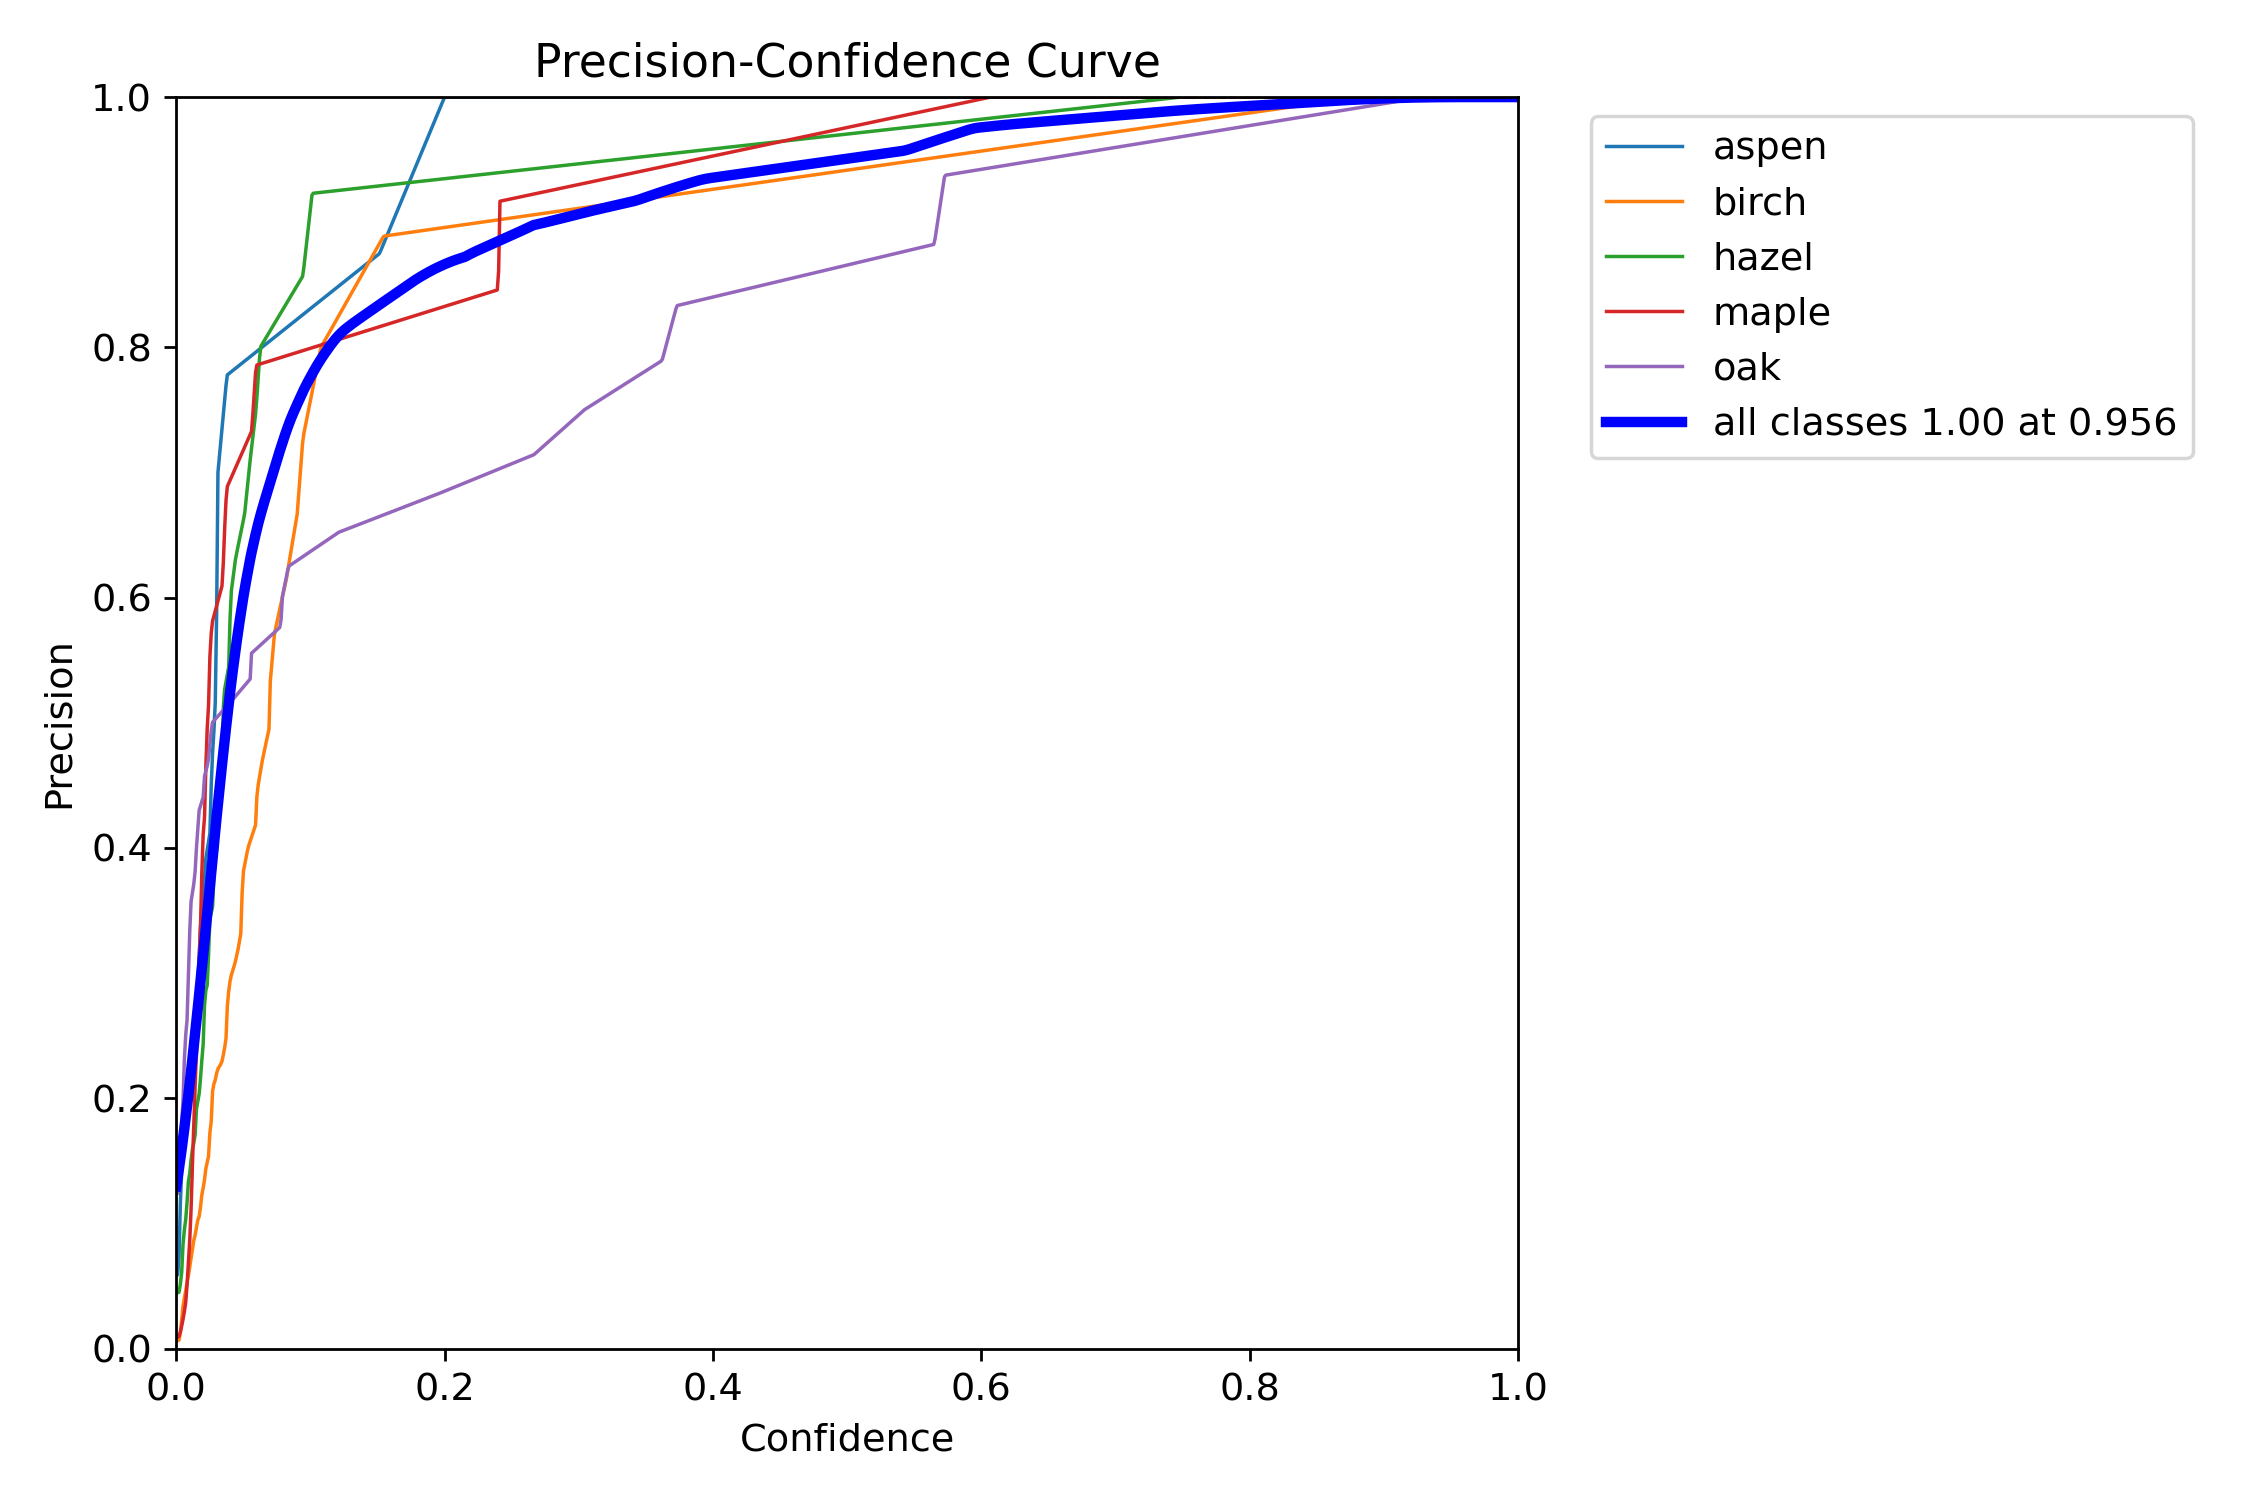 Precision-Confidence Curve
1.0
0.8
0.6
0.4
0.2
0.0
Precision
0.0 0.2 0.4 0.6 0.8 1.0
Confidence
aspen
birch
hazel
maple
oak
all classes 1.00 at 0.956